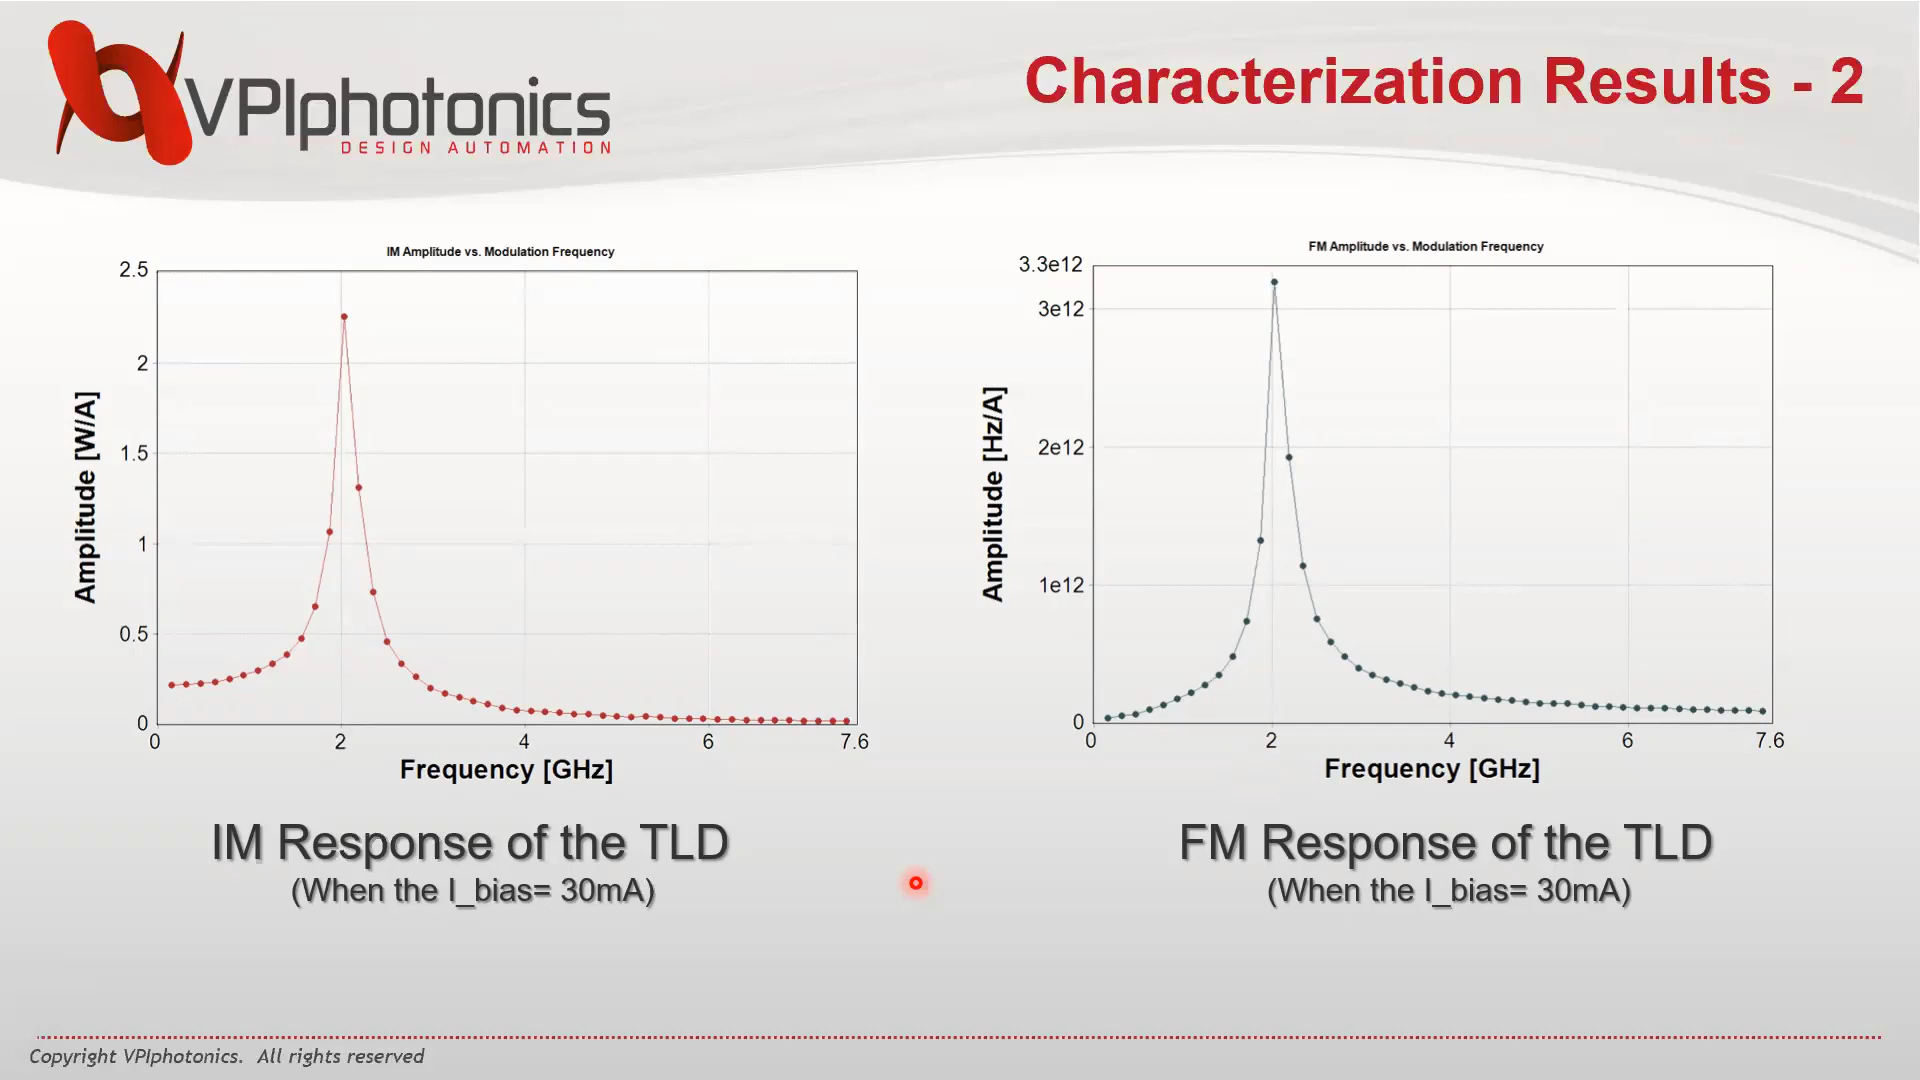 VPIphotonics
DESIGN AUTOMATION
Characterization Results - 2
IM Amplitude vs. Modulation Frequency
2.5
2
1.5
1
0.5
0
Amplitude [W/A]
0 2 4 6 7.6
Frequency [GHz]
IM Response of the TLD
(When the I_bias= 30mA)
FM Amplitude vs. Modulation Frequency
3.3e12
3e12
2e12
1e12
0
Amplitude [Hz/A]
0 2 4 6 7.6
Frequency [GHz]
FM Response of the TLD
(When the I_bias= 30mA)
Copyright VPIphotonics. All rights reserved